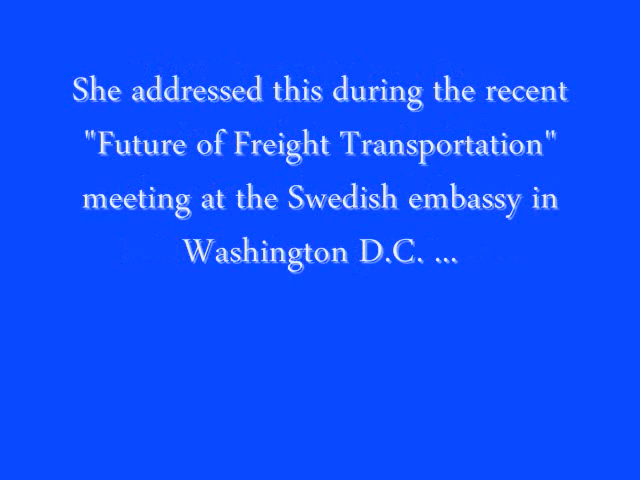 She addressed this during the recent
"Future of Freight Transportation"
meeting at the Swedish embassy in
Washington D.C. ...